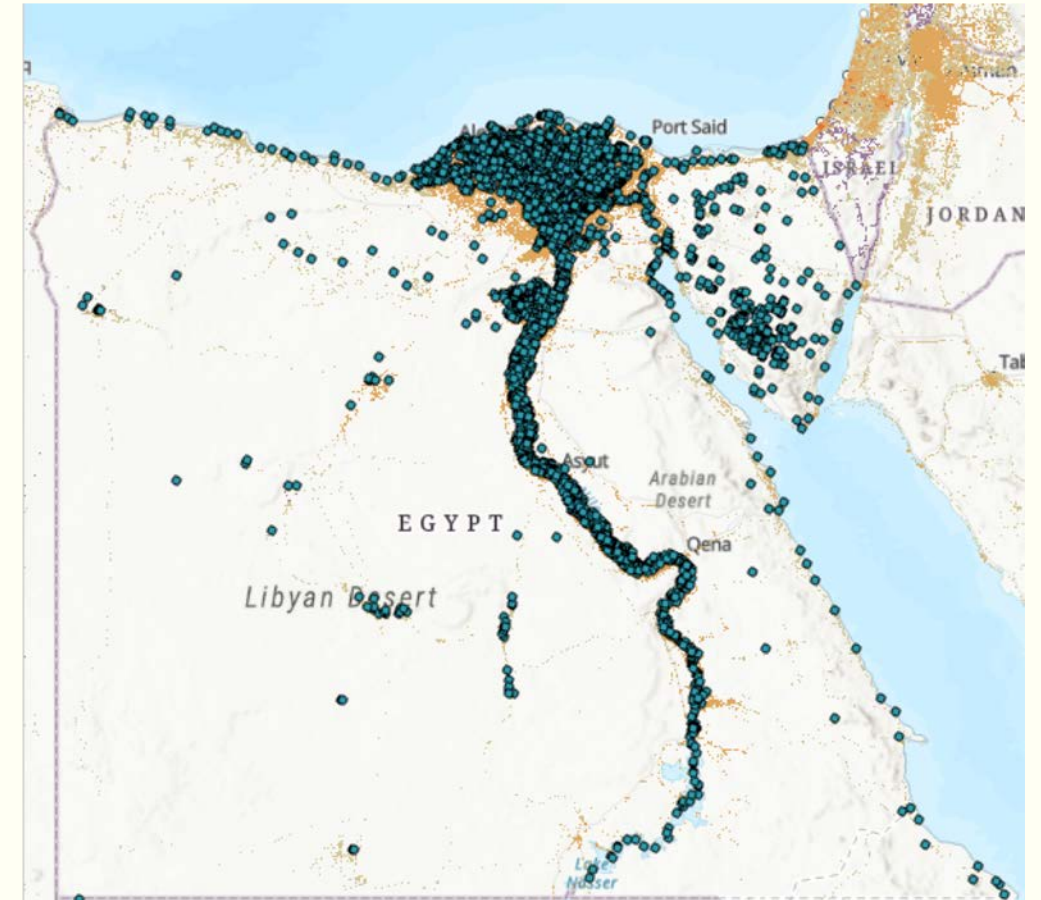 Port Said
ISRAEL
JORDAN
Asyut
Arabian
Desert
EGYPT
Qena
Libyan Desert
Lake
Nasser